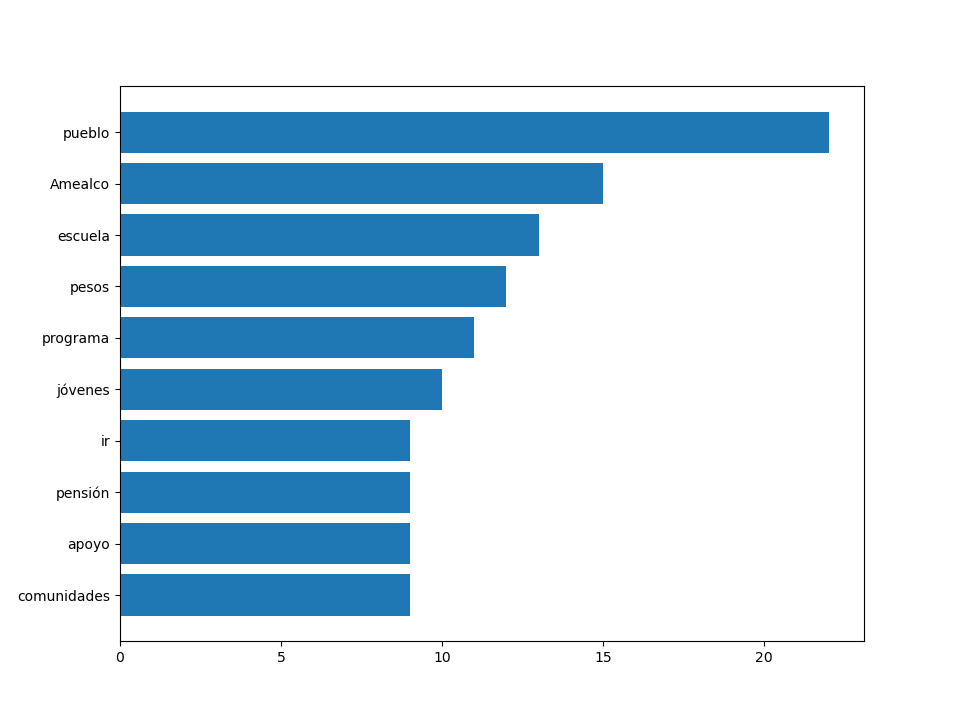 pueblo
Amealco
escuela
pesos
programa
jóvenes
ir
pensión
apoyo
comunidades
0 5 10 15 20